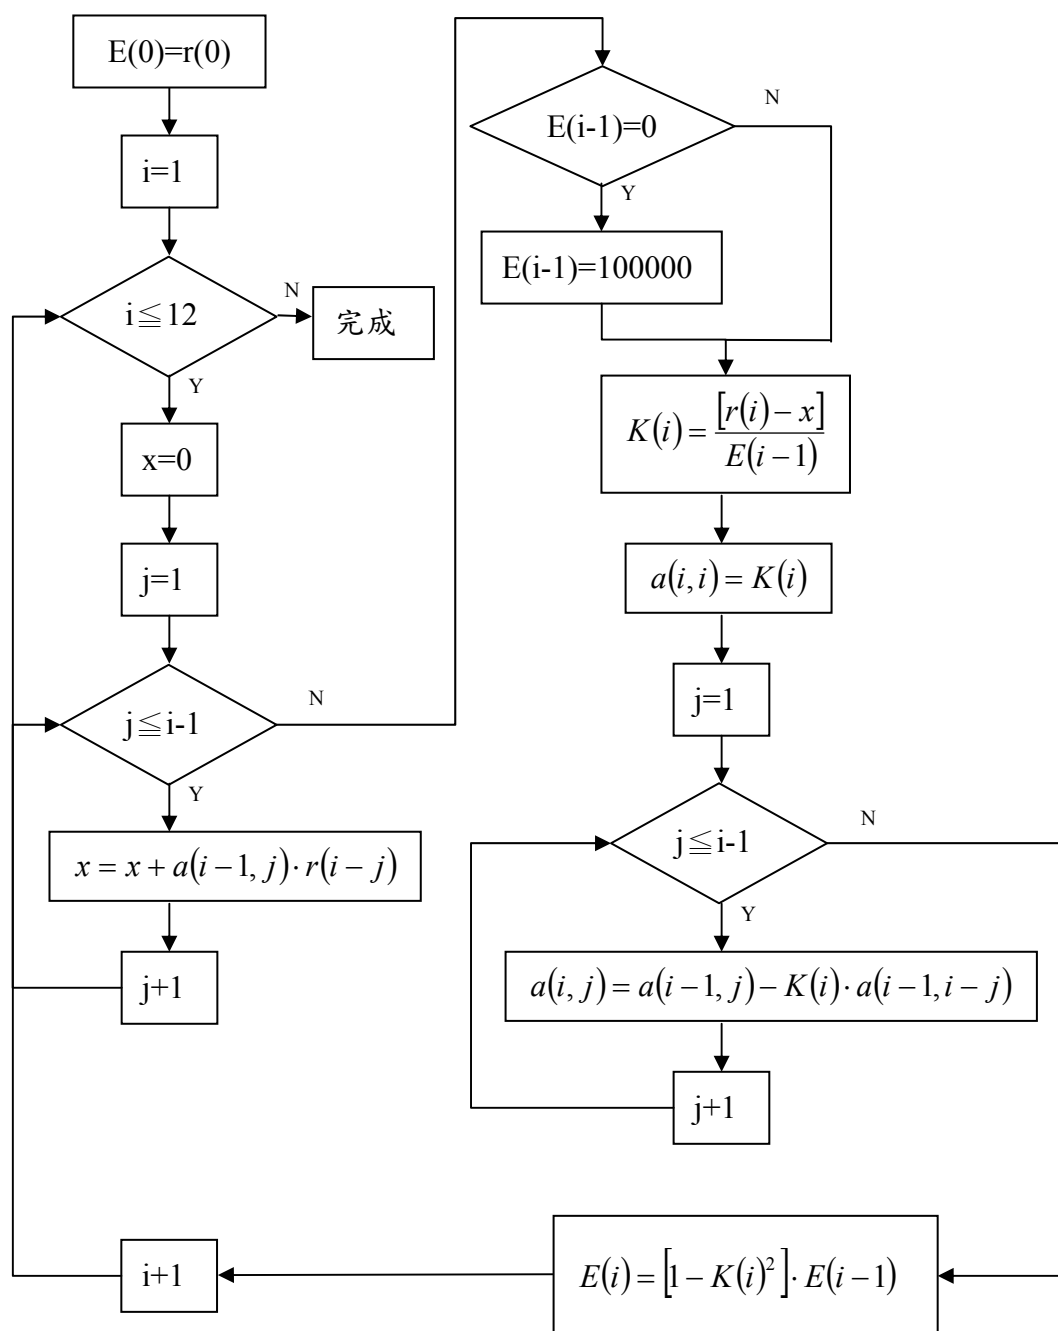 E(0)=r(0)
i=1
i≦12
N
完成
Y
x=0
j=1
j≦i-1
N
Y
x = x + a(i−1, j)· r(i − j)
j+1
E(i-1)=0
N
Y
E(i-1)=100000
K(i) = [r(i) − x] / E(i − 1)
a(i, i) = K(i)
j=1
j≦i-1
N
Y
a(i, j) = a(i −1, j) − K(i)· a(i −1, i − j)
j+1
E(i) = [1 − K(i)²]· E(i −1)
i+1